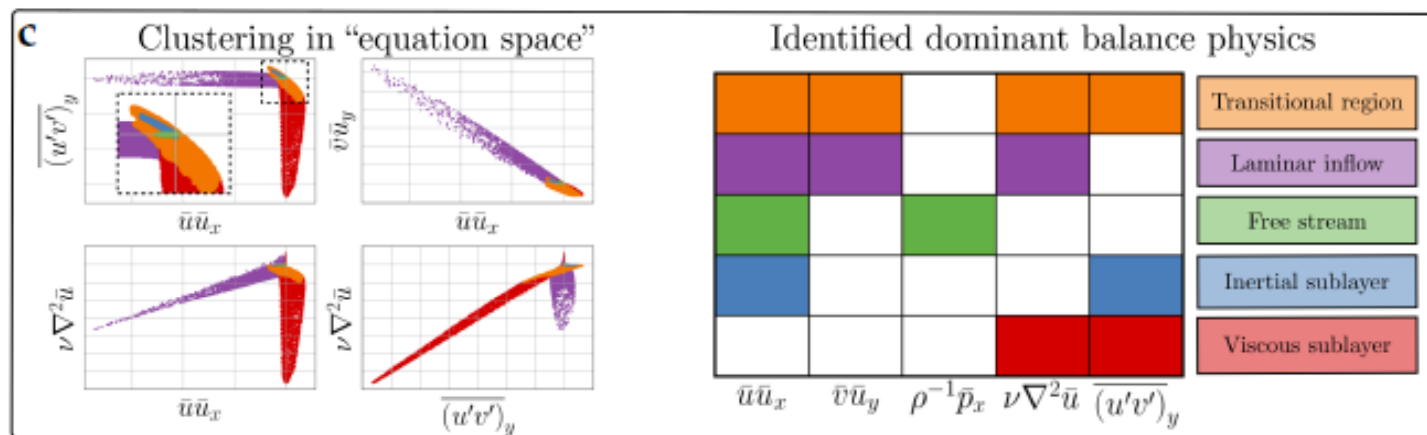 c
Clustering in “equation space”
Identified dominant balance physics
$\overline{(u'v')}_y$
$\bar{u}\bar{u}_x$
$\bar{v}\bar{u}_y$
$\bar{u}\bar{u}_x$
$\nu\nabla^2\bar{u}$
$\bar{u}\bar{u}_x$
$\nu\nabla^2\bar{u}$
$\overline{(u'v')}_y$
Transitional region
Laminar inflow
Free stream
Inertial sublayer
Viscous sublayer
$\bar{u}\bar{u}_x$ $\bar{v}\bar{u}_y$ $\rho^{-1}\bar{p}_x$ $\nu\nabla^2\bar{u}$ $\overline{(u'v')}_y$